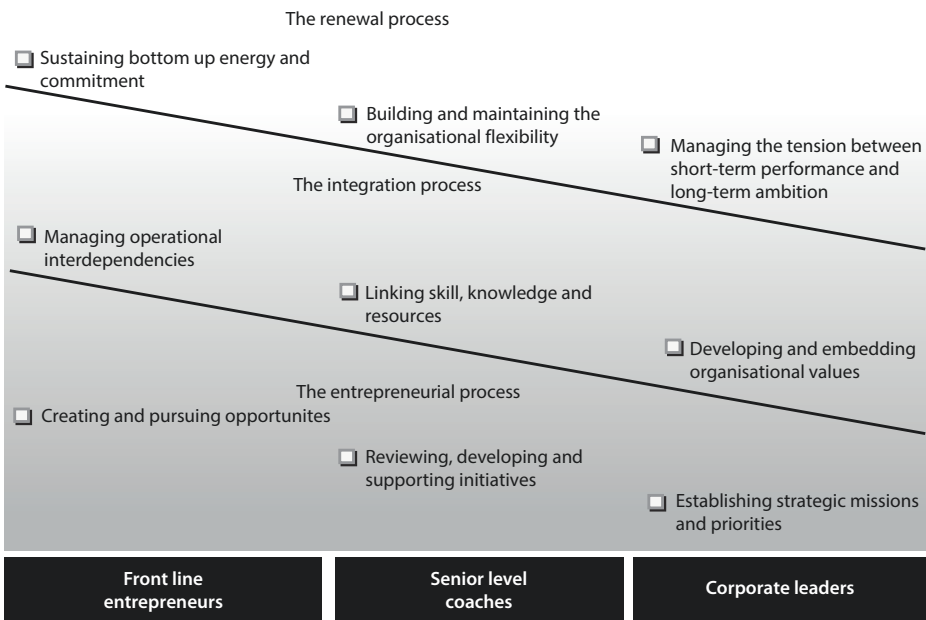 The renewal process
Sustaining bottom up energy and
commitment
Building and maintaining the
organisational flexibility
Managing the tension between
short-term performance and
long-term ambition
The integration process
Managing operational
interdependencies
Linking skill, knowledge and
resources
Developing and embedding
organisational values
The entrepreneurial process
Creating and pursuing opportunites
Reviewing, developing and
supporting initiatives
Establishing strategic missions
and priorities
Front line
entrepreneurs
Senior level
coaches
Corporate leaders